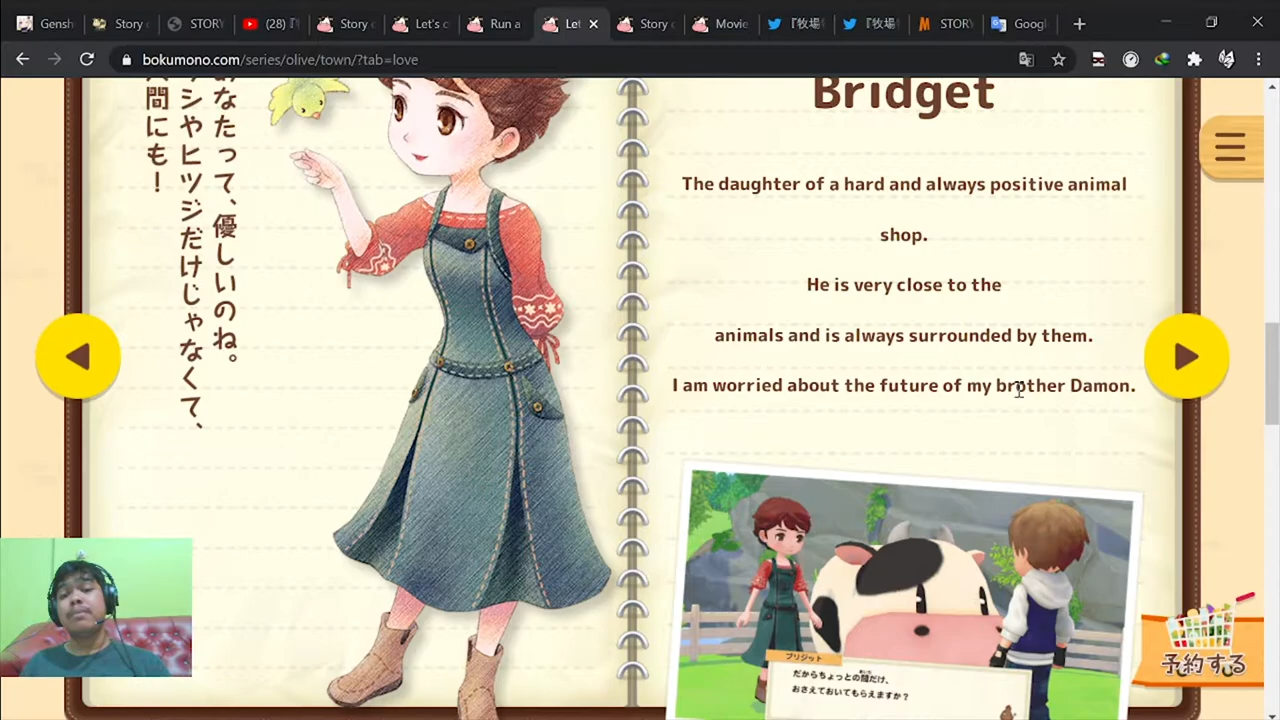 Gensh
Story
STORY
(28)『
Story
Let's c
Run a
Let
Story
Movie
『牧場
『牧場
STORY
Googl
bokumono.com/series/olive/town/?tab=love
あなたって、優しいのね。
シやヒツジだけじゃなくて、
間にも!
Bridget
The daughter of a hard and always positive animal
shop.
He is very close to the
animals and is always surrounded by them.
I am worried about the future of my brother Damon.
ブリジット
だからちょっとの間だけ、
おさえておいてもらえますか?
予約する